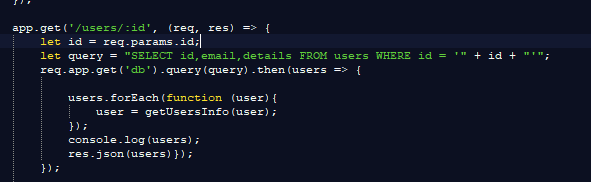 });
app.get('/users/:id', (req, res) => {
let id = req.params.id;
let query = "SELECT id,email,details FROM users WHERE id = '" + id + "'";
req.app.get('db').query(query).then(users => {
users.forEach(function (user){
user = getUsersInfo(user);
});
console.log(users);
res.json(users)});
});